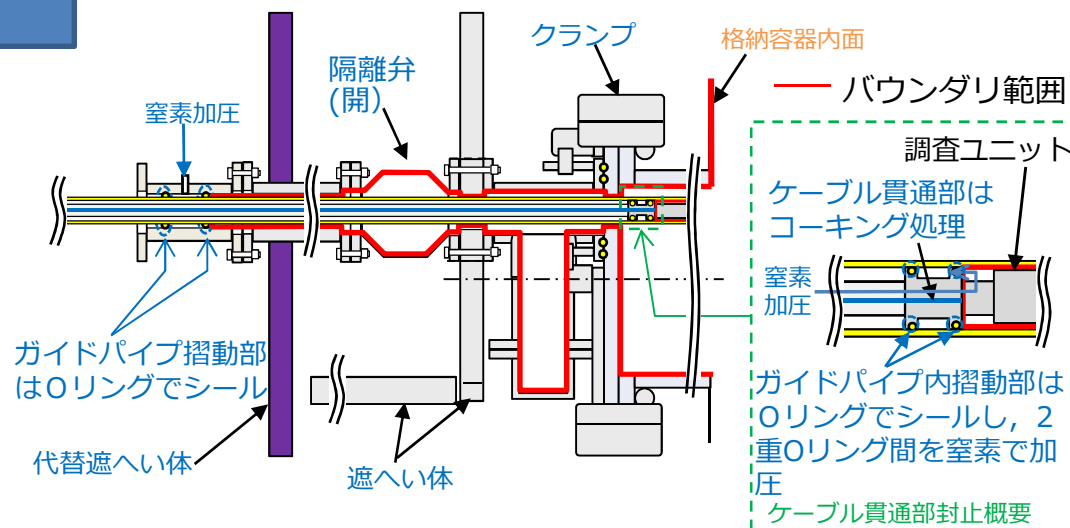 クランプ
格納容器内面
隔離弁
(開)
バウンダリ範囲
窒素加圧
調査ユニット
ケーブル貫通部は
コーキング処理
窒素
加圧
ガイドパイプ摺動部
はＯリングでシール
ガイドパイプ内摺動部は
Ｏリングでシールし，２
重Oリング間を窒素で加
圧
代替遮へい体
遮へい体
ケーブル貫通部封止概要